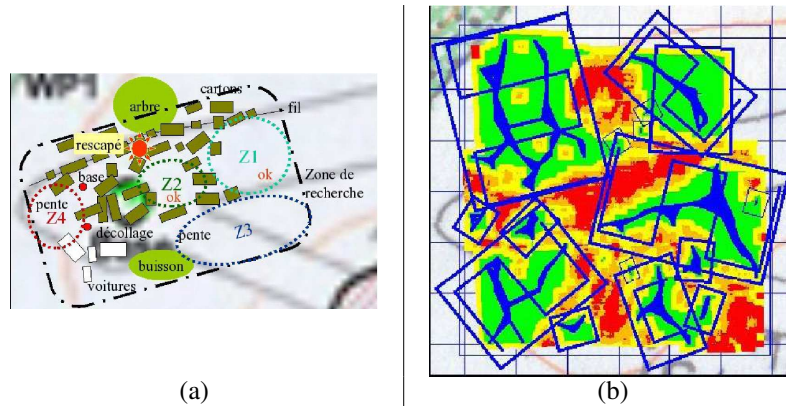 WP1
arbre
cartons
fil
rescapé
Z1
ok
base
Z2
ok
Zone de
recherche
pente
Z4
décollage
pente
Z3
buisson
voitures
(a)
(b)